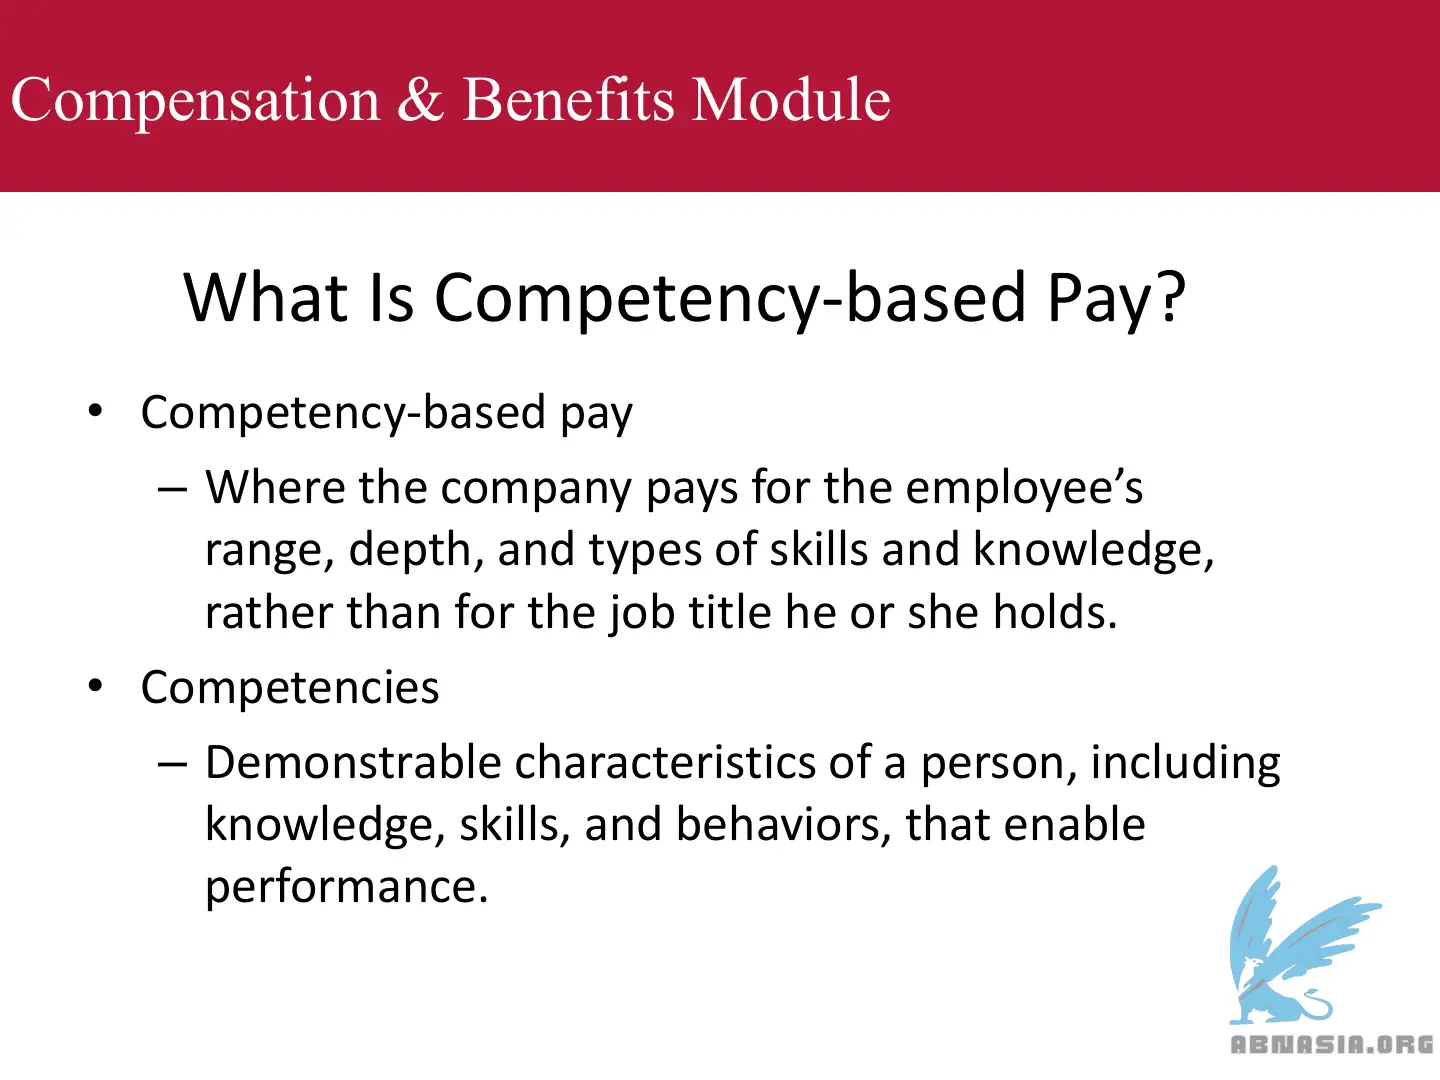 Compensation & Benefits Module
What Is Competency-based Pay?
• Competency-based pay
– Where the company pays for the employee’s
range, depth, and types of skills and knowledge,
rather than for the job title he or she holds.
• Competencies
– Demonstrable characteristics of a person, including
knowledge, skills, and behaviors, that enable
performance.
ABNASIA.ORG